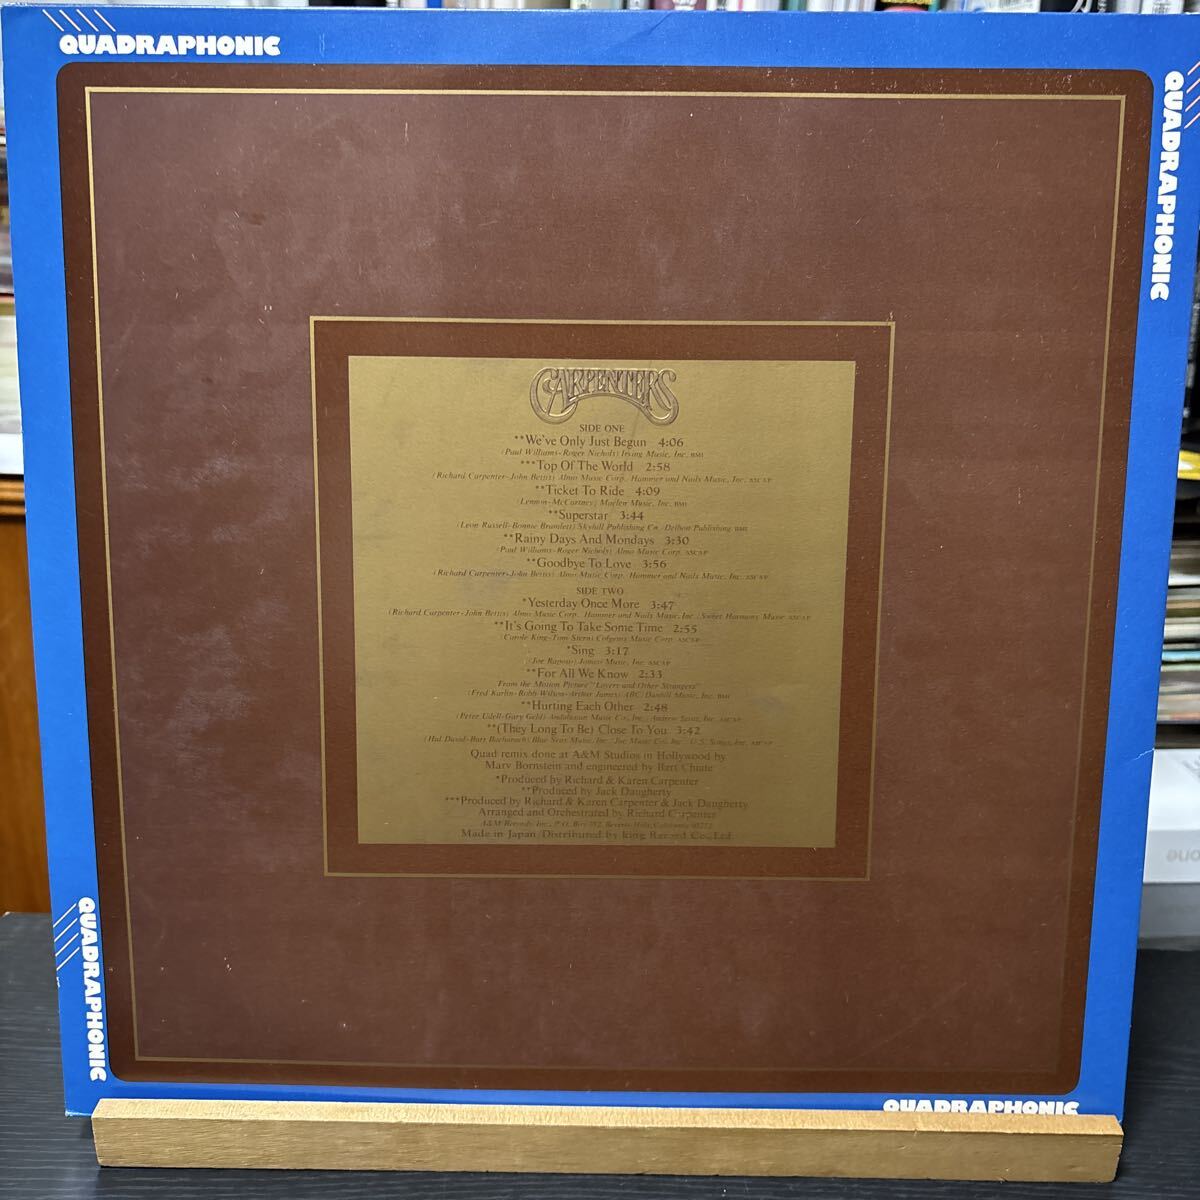 QUADRAPHONIC
QUADRAPHONIC
CARPENTERS
SIDE ONE
**We've Only Just Begun 4:06
(Paul Williams-Roger Nichols) Irving Music, Inc. BMI
***Top Of The World 2:58
(Richard Carpenter-John Bettis) Almo Music Corp. Hammer and Nails Music, Inc. ASCAP
**Ticket To Ride 4:09
(Lennon-McCartney) Maclen Music, Inc. BMI
**Superstar 3:44
(Leon Russell-Bonnie Bramlett) Skyhill Publishing Co./Delbon Publishing BMI
**Rainy Days And Mondays 3:30
(Paul Williams-Roger Nichols) Almo Music Corp. ASCAP
**Goodbye To Love 3:56
(Richard Carpenter-John Bettis) Almo Music Corp. Hammer and Nails Music, Inc. ASCAP
SIDE TWO
*Yesterday Once More 3:47
(Richard Carpenter-John Bettis) Almo Music Corp. Hammer and Nails Music, Inc./Sweet Harmony Music ASCAP
**It's Going To Take Some Time 2:55
(Carole King-Toni Stern) Colgems Music Corp. ASCAP
*Sing 3:17
(Joe Raposo) Jonico Music, Inc. ASCAP
**For All We Know 2:33
From the Motion Picture "Lovers and Other Strangers"
(Fred Karlin-Robb Wilson-Arthur James) ABC/Dunhill Music, Inc. BMI
**Hurting Each Other 2:48
(Peter Udell-Gary Geld) Andalusian Music Co., Inc./ASCAP
**(They Long To Be) Close To You 3:42
(Hal David-Burt Bacharach) Blue Seas Music, Inc./Jac Music Co., Inc./U.S. Songs, Inc. ASCAP
Quad remix done at A&M Studios in Hollywood by
Marv Bornstein and engineered by Bart Chiate
*Produced by Richard & Karen Carpenter
**Produced by Jack Daugherty
***Produced by Richard & Karen Carpenter & Jack Daugherty
Arranged and Orchestrated by Richard Carpenter
A&M Records, Inc., P.O. Box 782, Beverly Hills, California 90213
Made in Japan/Distributed by King Record Co., Ltd.
QUADRAPHONIC
QUADRAPHONIC